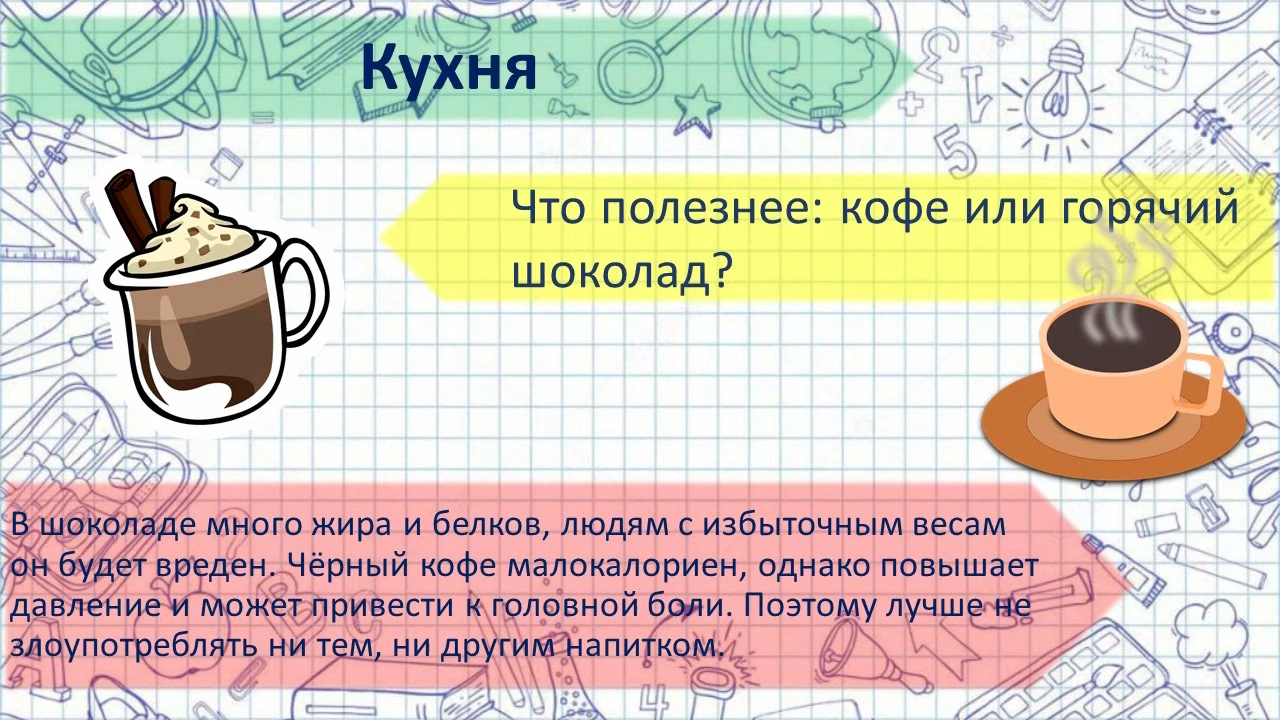 Кухня
Что полезнее: кофе или горячий
шоколад?
В шоколаде много жира и белков, людям с избыточным весам
он будет вреден. Чёрный кофе малокалориен, однако повышает
давление и может привести к головной боли. Поэтому лучше не
злоупотреблять ни тем, ни другим напитком.